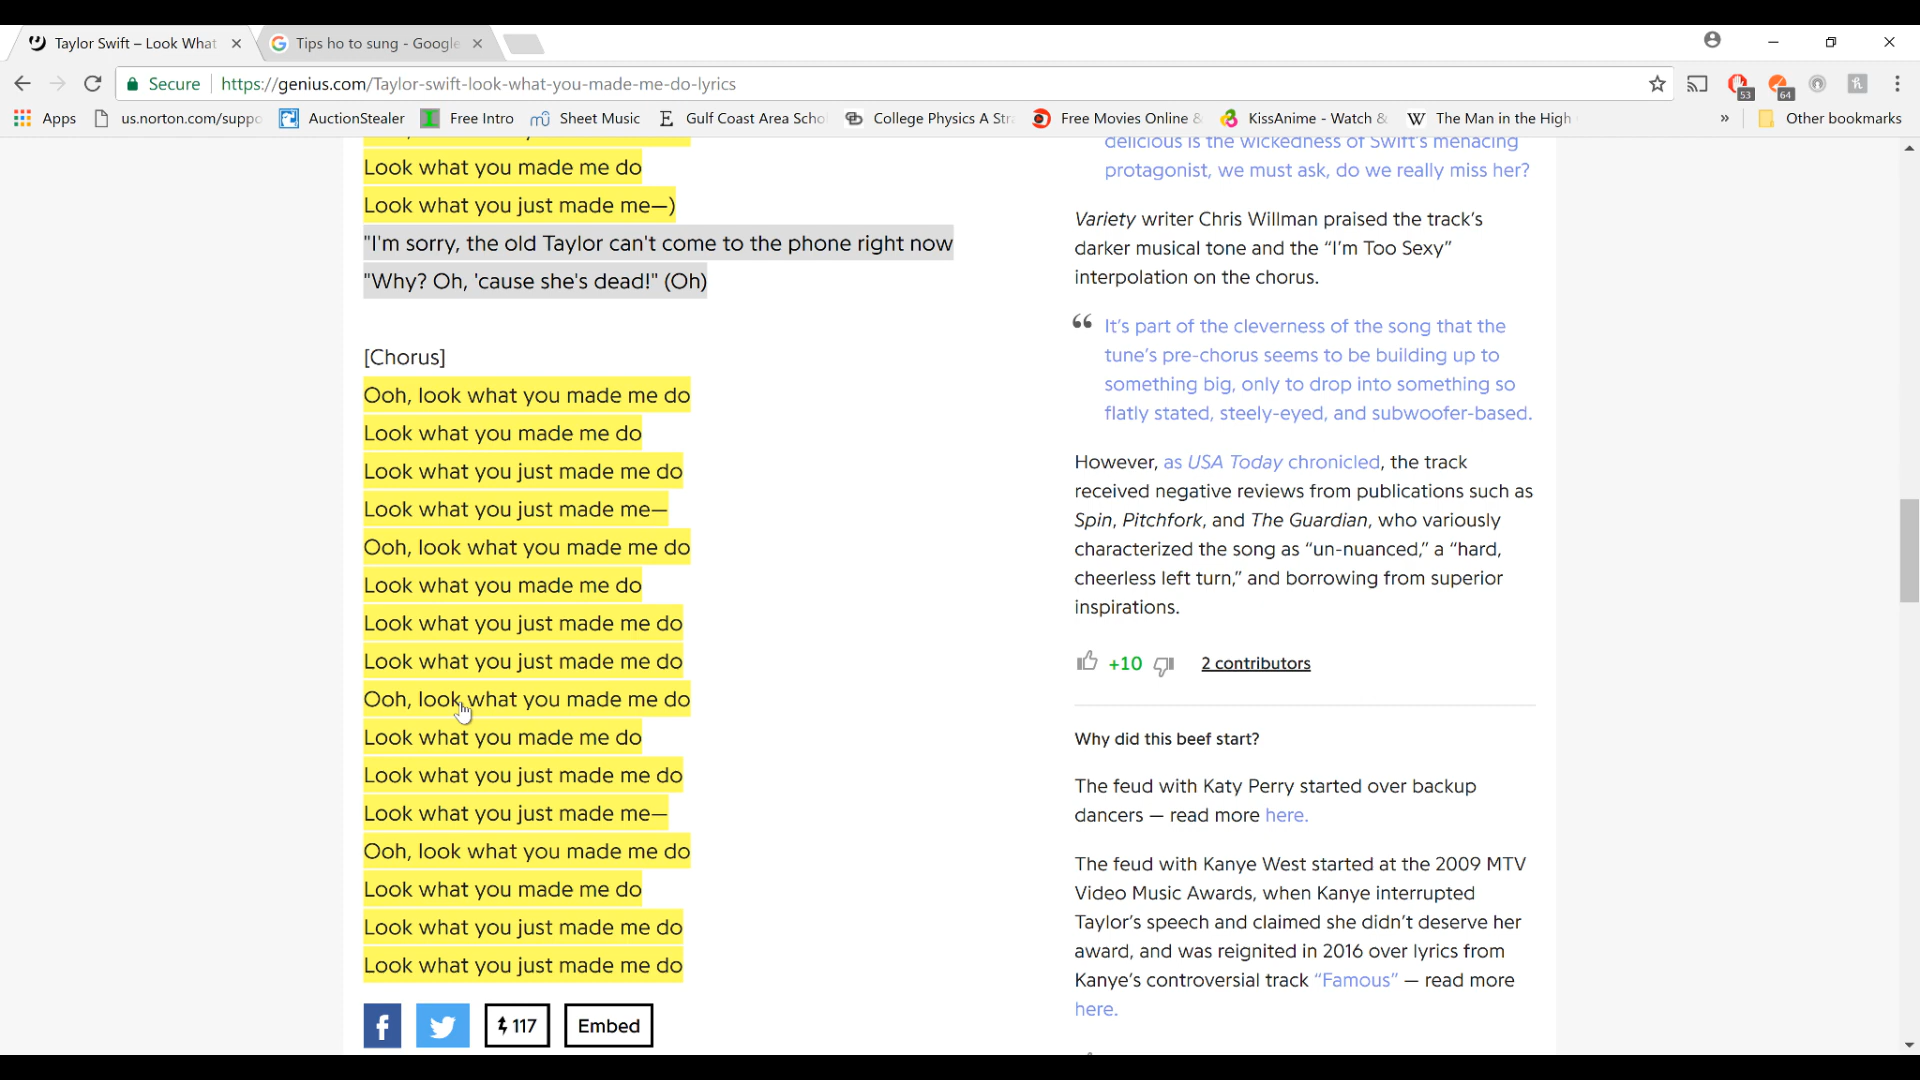 Taylor Swift – Look What
Tips ho to sung - Google
Secure
https://genius.com/Taylor-swift-look-what-you-made-me-do-lyrics
53
64
Apps
us.norton.com/suppo
AuctionStealer
Free Intro
Sheet Music
Gulf Coast Area Scho
College Physics A Str
Free Movies Online &
KissAnime - Watch &
The Man in the High
»
Other bookmarks
Look what you made me do
Look what you just made me—)
"I'm sorry, the old Taylor can't come to the phone right now
"Why? Oh, 'cause she's dead!" (Oh)
[Chorus]
Ooh, look what you made me do
Look what you made me do
Look what you just made me do
Look what you just made me—
Ooh, look what you made me do
Look what you made me do
Look what you just made me do
Look what you just made me do
Ooh, look what you made me do
Look what you made me do
Look what you just made me do
Look what you just made me—
Ooh, look what you made me do
Look what you made me do
Look what you just made me do
Look what you just made me do
117
Embed
delicious is the wickedness of Swift's menacing
protagonist, we must ask, do we really miss her?
Variety writer Chris Willman praised the track's
darker musical tone and the “I'm Too Sexy”
interpolation on the chorus.
“ It's part of the cleverness of the song that the
tune's pre-chorus seems to be building up to
something big, only to drop into something so
flatly stated, steely-eyed, and subwoofer-based.
However, as USA Today chronicled, the track
received negative reviews from publications such as
Spin, Pitchfork, and The Guardian, who variously
characterized the song as “un-nuanced,” a “hard,
cheerless left turn,” and borrowing from superior
inspirations.
+10
2 contributors
Why did this beef start?
The feud with Katy Perry started over backup
dancers — read more here.
The feud with Kanye West started at the 2009 MTV
Video Music Awards, when Kanye interrupted
Taylor's speech and claimed she didn't deserve her
award, and was reignited in 2016 over lyrics from
Kanye's controversial track “Famous” — read more
here.